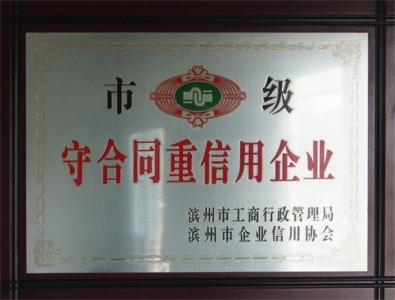 市 级
守合同重信用企业
滨州市工商行政管理局
滨州市企业信用协会